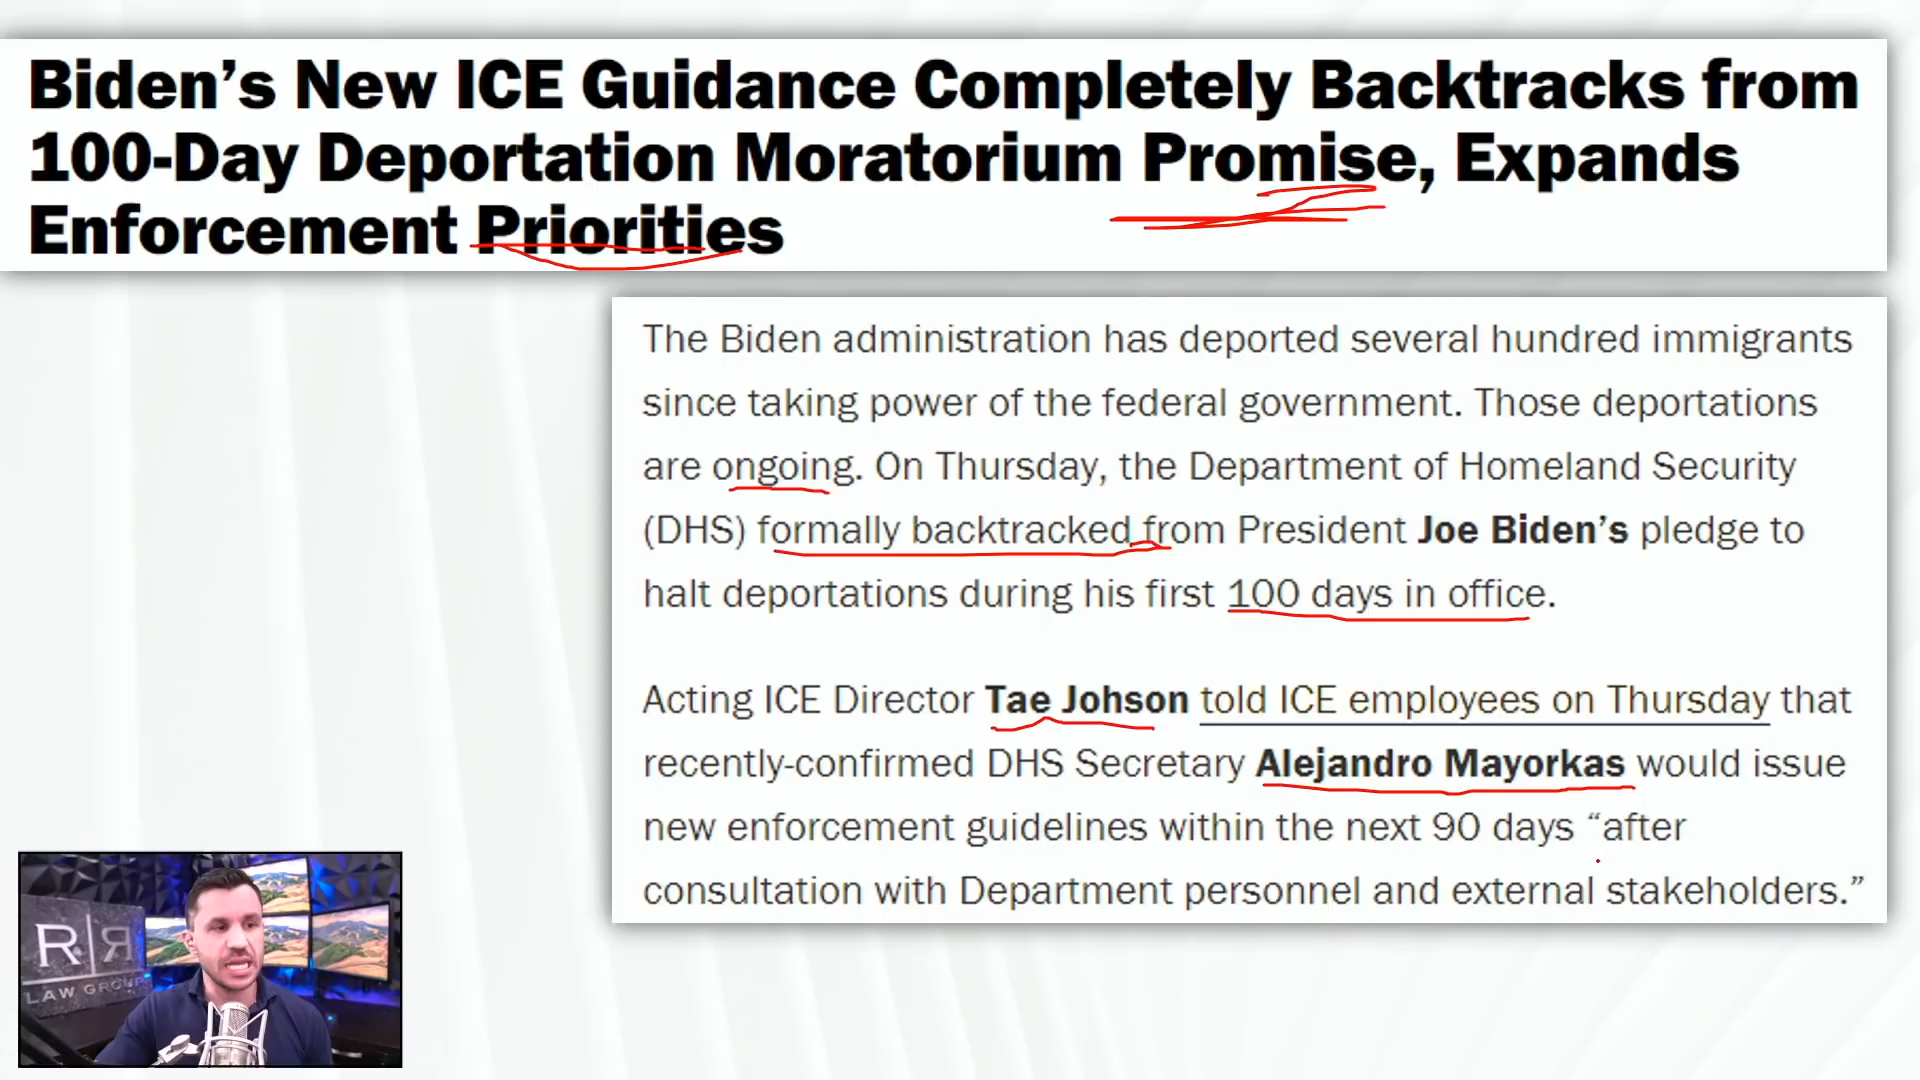 Biden’s New ICE Guidance Completely Backtracks from
100-Day Deportation Moratorium Promise, Expands
Enforcement Priorities
The Biden administration has deported several hundred immigrants
since taking power of the federal government. Those deportations
are ongoing. On Thursday, the Department of Homeland Security
(DHS) formally backtracked from President Joe Biden’s pledge to
halt deportations during his first 100 days in office.
Acting ICE Director Tae Johson told ICE employees on Thursday that
recently-confirmed DHS Secretary Alejandro Mayorkas would issue
new enforcement guidelines within the next 90 days “after
consultation with Department personnel and external stakeholders.”
R|R
LAW GROUP